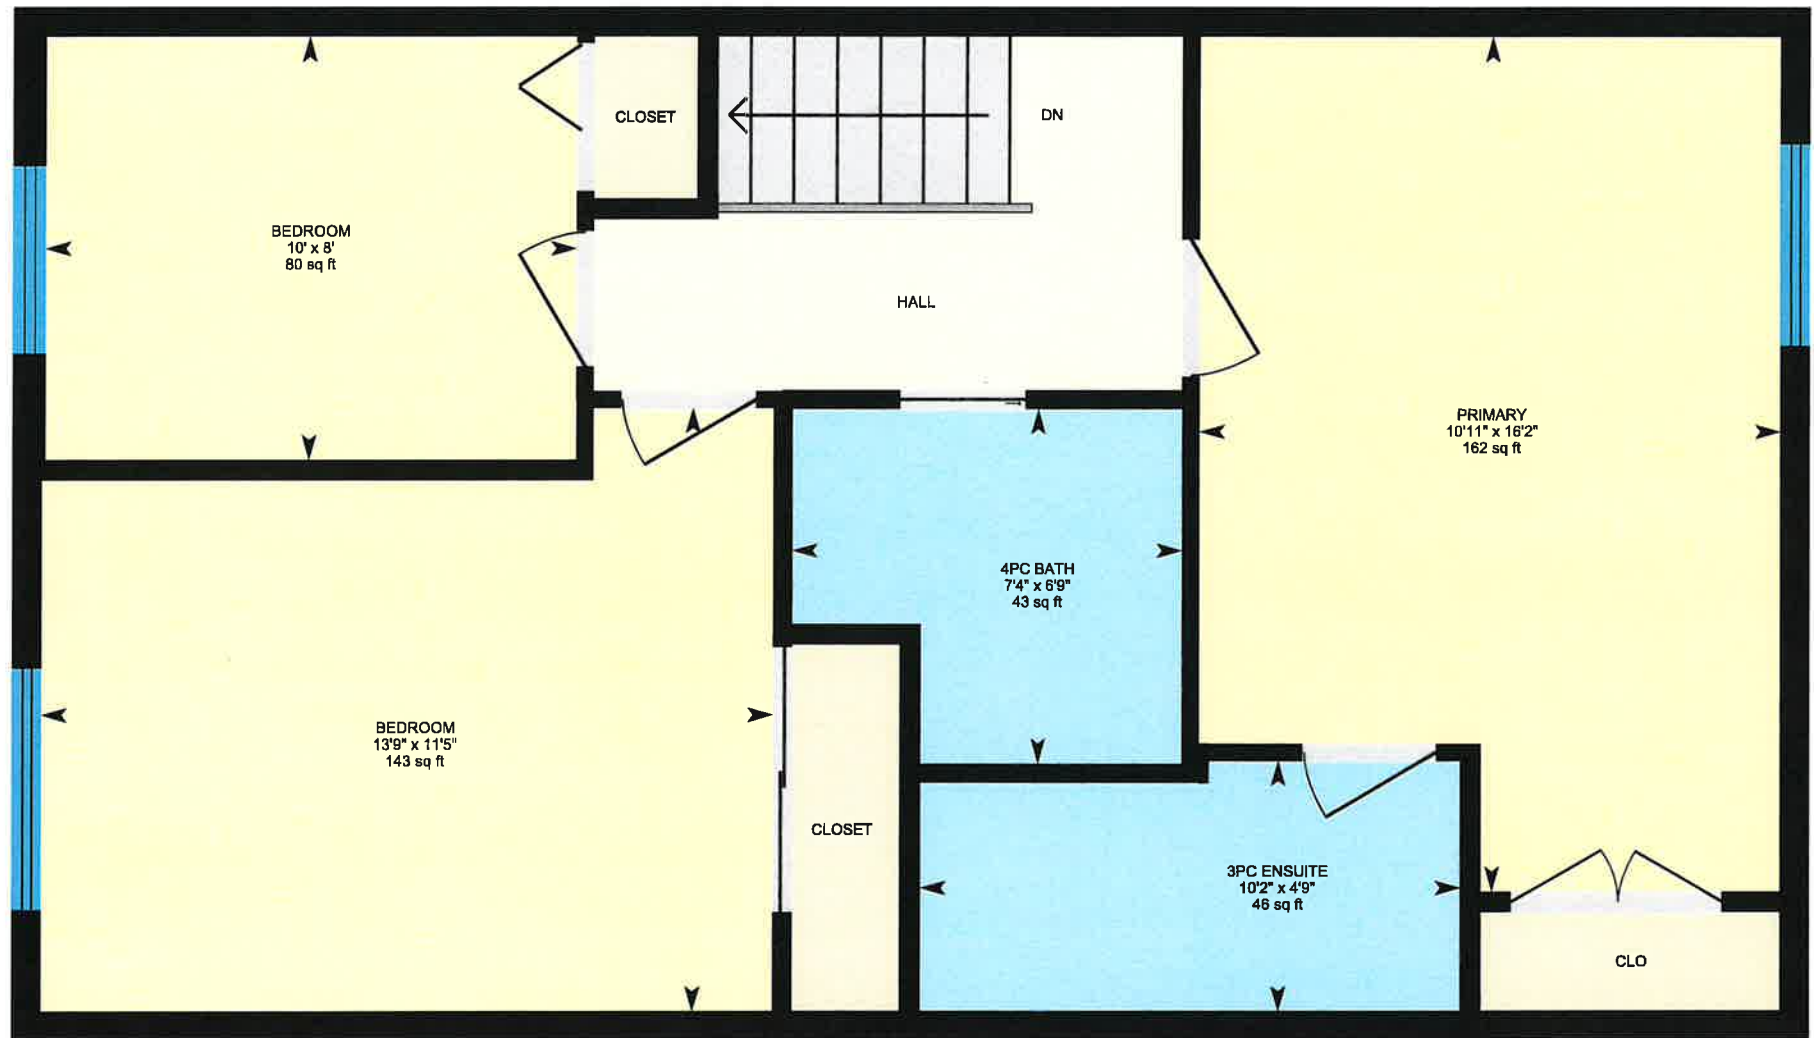 CLOSET
DN
BEDROOM
10' x 8'
80 sq ft
HALL
PRIMARY
10'11" x 16'2"
162 sq ft
4PC BATH
7'4" x 6'9"
43 sq ft
BEDROOM
13'9" x 11'5"
143 sq ft
CLOSET
3PC ENSUITE
10'2" x 4'9"
46 sq ft
CLO